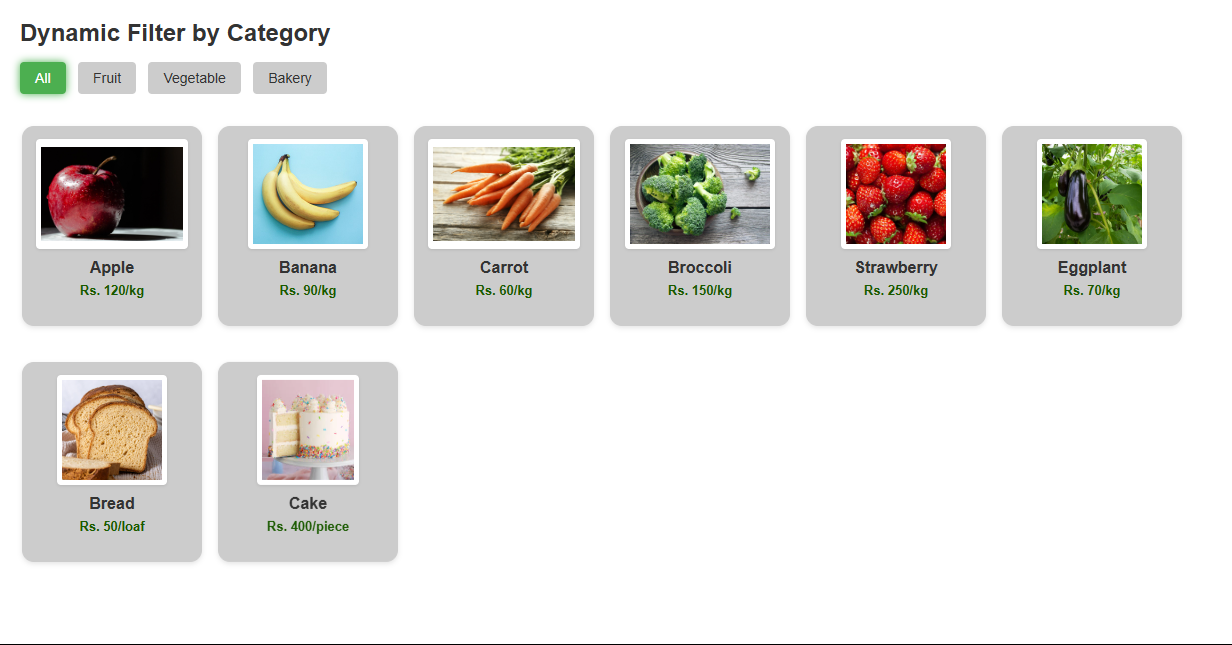 Dynamic Filter by Category
All
Fruit
Vegetable
Bakery
Apple
Rs. 120/kg
Banana
Rs. 90/kg
Carrot
Rs. 60/kg
Broccoli
Rs. 150/kg
Strawberry
Rs. 250/kg
Eggplant
Rs. 70/kg
Bread
Rs. 50/loaf
Cake
Rs. 400/piece